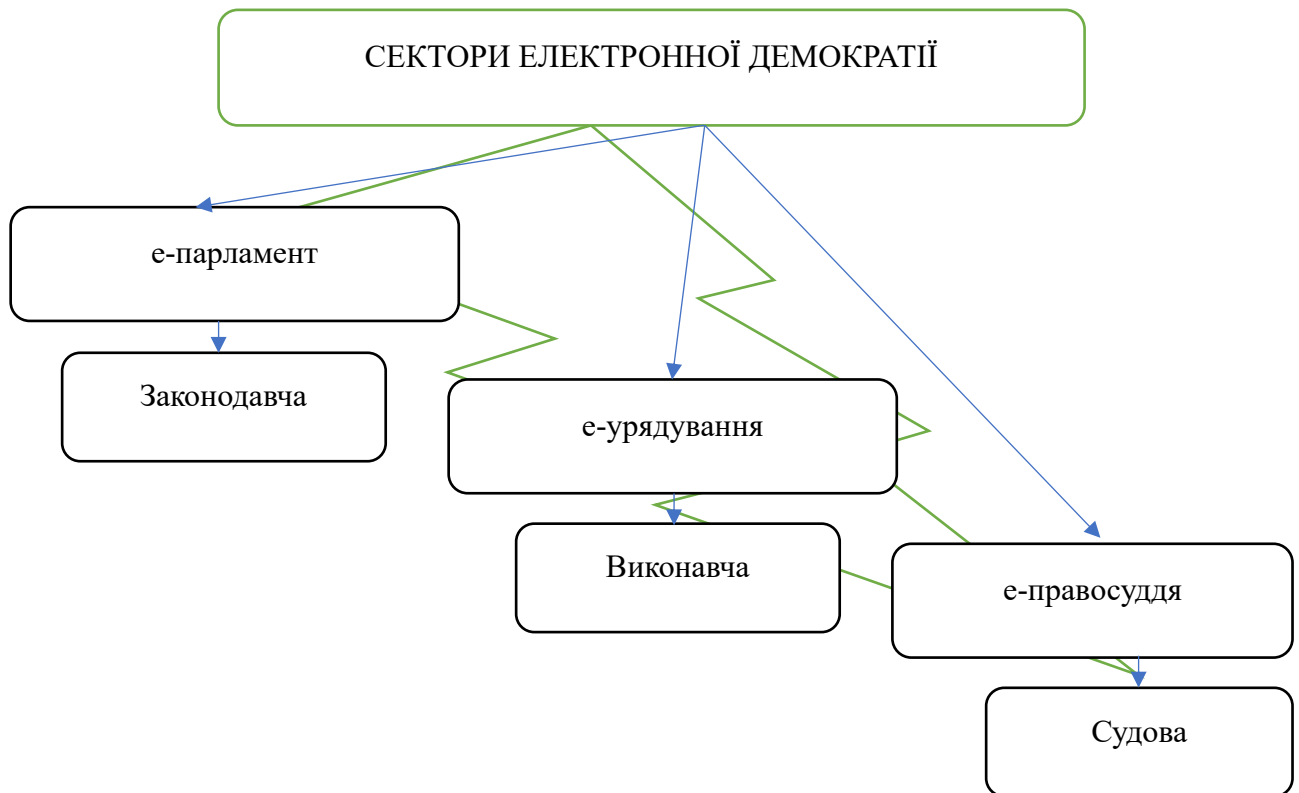 СЕКТОРИ ЕЛЕКТРОННОЇ ДЕМОКРАТІЇ
е-парламент
Законодавча
е-урядування
Виконавча
е-правосуддя
Судова